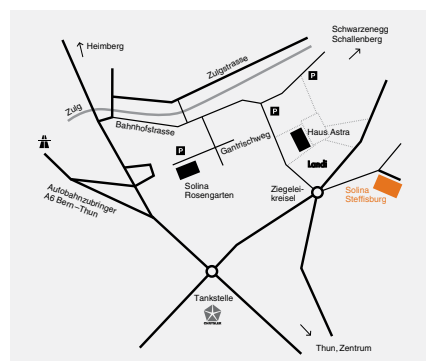 Schwarzenegg
Schallenberg
Heimberg
Zulgstrasse
P
Zulg
P
Bahnhofstrasse
Haus Astra
Gantrischweg
P
Landi
Solina
Rosengarten
Ziegelei-
kreisel
Solina
Steffisburg
Autobahnzubringer
A6 Bern–Thun
Tankstelle
Thun, Zentrum